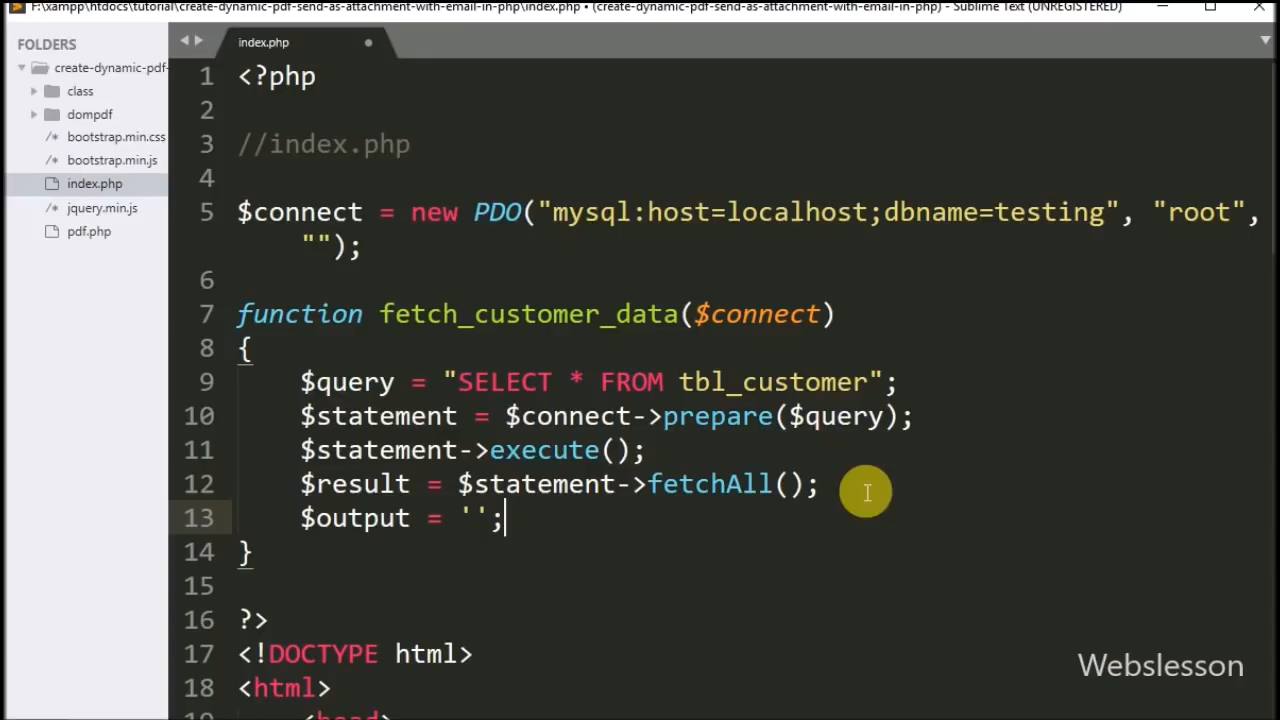 F:\xampp\htdocs\tutorial\create-dynamic-pdf-send-as-attachment-with-email-in-php\index.php • (create-dynamic-pdf-send-as-attachment-with-email-in-php) - Sublime Text (UNREGISTERED)
FOLDERS
create-dynamic-pdf-
class
dompdf
/* bootstrap.min.css
/* bootstrap.min.js
index.php
/* jquery.min.js
pdf.php
index.php
1 <?php
2
3 //index.php
4
5 $connect = new PDO("mysql:host=localhost;dbname=testing", "root",
"");
6
7 function fetch_customer_data($connect)
8 {
9 $query = "SELECT * FROM tbl_customer";
10 $statement = $connect->prepare($query);
11 $statement->execute();
12 $result = $statement->fetchAll();
13 $output = '';
14 }
15
16 ?>
17 <!DOCTYPE html>
18 <html>
19 <head>
Webslesson